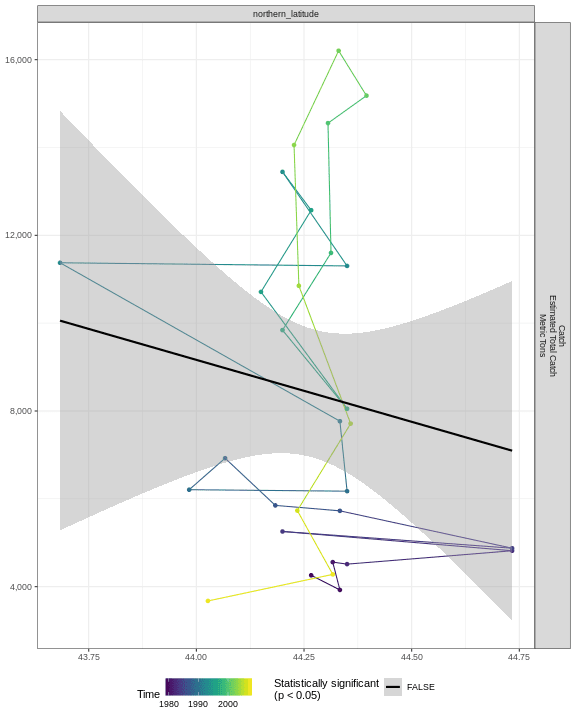 northern_latitude
16,000
12,000
8,000
4,000
Catch
Estimated Total Catch
Metric Tons
43.75 44.00 44.25 44.50 44.75
Time
1980 1990 2000
Statistically significant
(p < 0.05)
FALSE